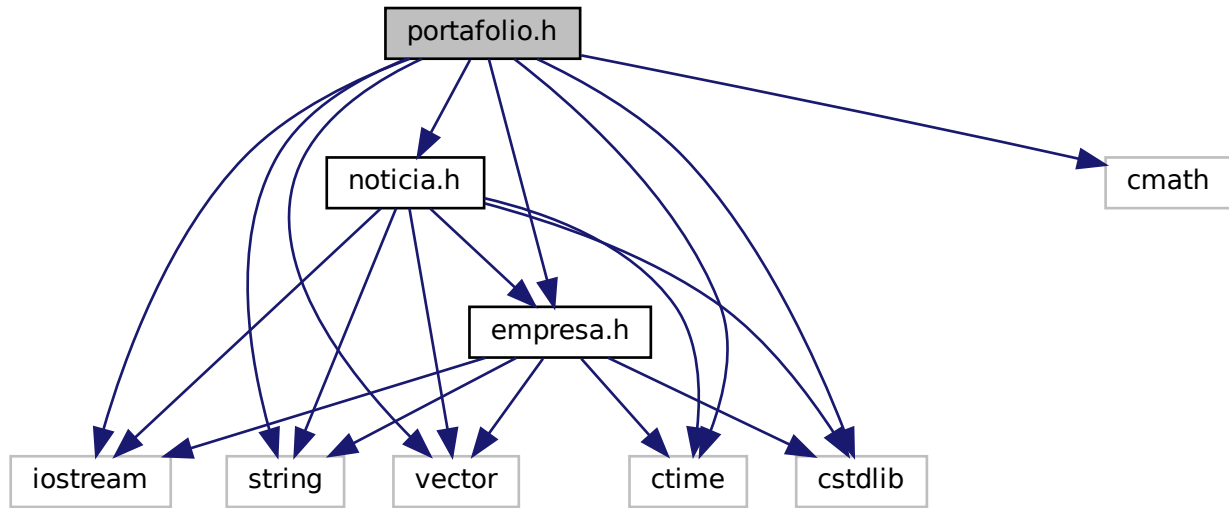 portafolio.h
noticia.h
cmath
empresa.h
iostream
string
vector
ctime
cstdlib